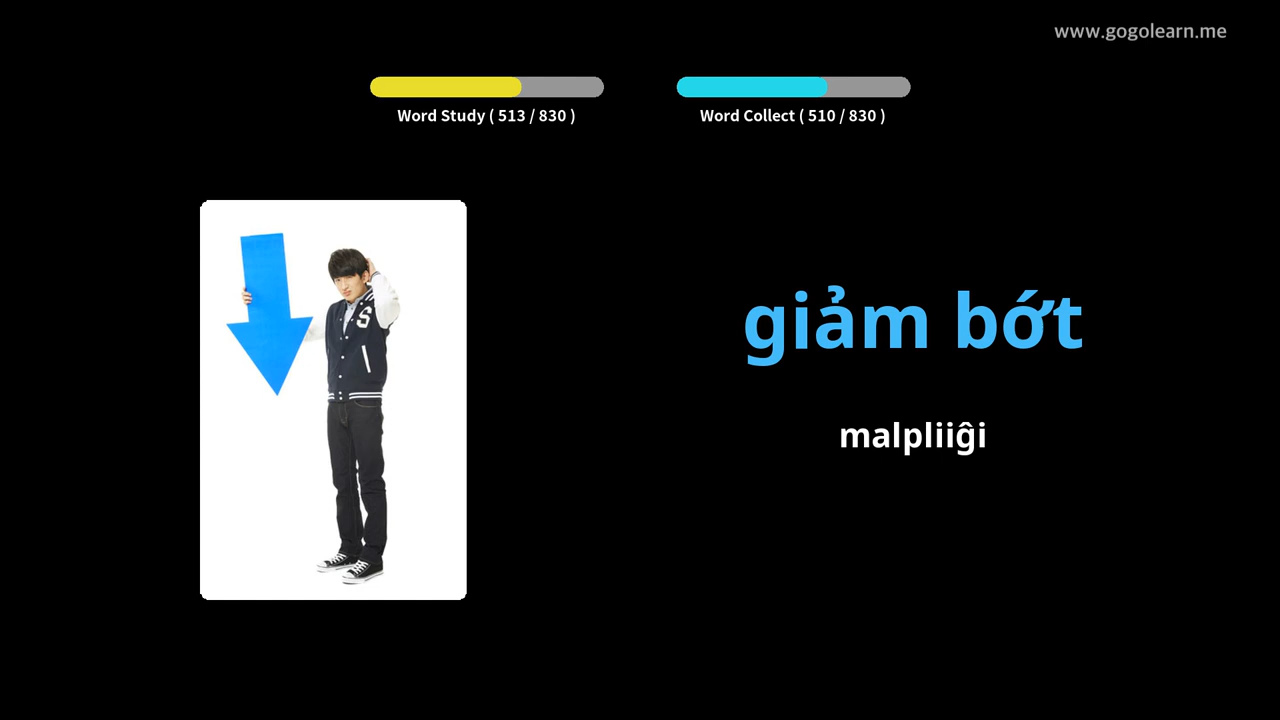 www.gogolearn.me
Word Study ( 513 / 830 )
Word Collect ( 510 / 830 )
S
giảm bớt
malpliiĝi